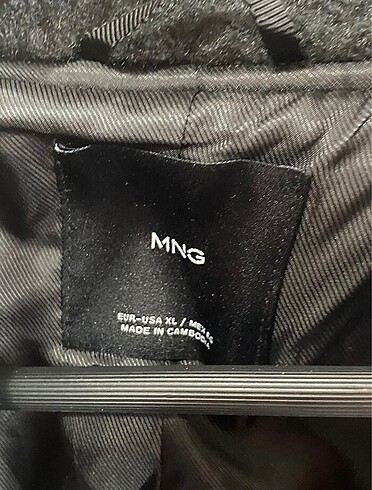 MNG
EUR-USA XL / MEX
MADE IN CAMBODIA